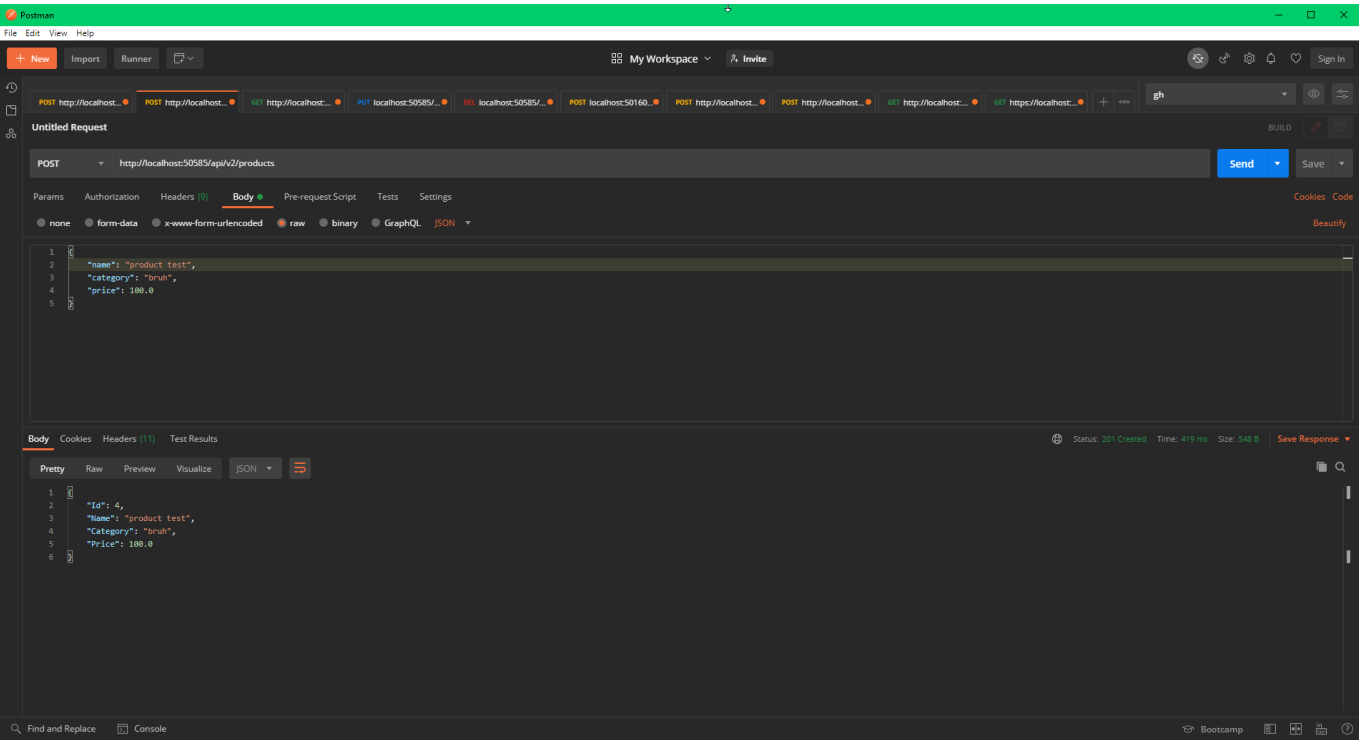 Postman
File Edit View Help
+ New Import Runner My Workspace Invite Sign In
POST http://localhost... POST http://localhost... GET http://localhost:... PUT localhost:50585/... DEL localhost:50585/... POST localhost:50160... POST http://localhost... POST http://localhost... GET http://localhost:... GET https://localhost:... + ooo gh
Untitled Request BUILD
POST http://localhost:50585/api/v2/products Send Save
Params Authorization Headers (9) Body Pre-request Script Tests Settings Cookies Code
none form-data x-www-form-urlencoded raw binary GraphQL JSON Beautify
1 {
2 "name": "product test",
3 "category": "bruh",
4 "price": 100.0
5 }
Body Cookies Headers (11) Test Results Status: 201 Created Time: 419 ms Size: 548 B Save Response
Pretty Raw Preview Visualize JSON
1 {
2 "Id": 4,
3 "Name": "product test",
4 "Category": "bruh",
5 "Price": 100.0
6 }
Find and Replace Console Bootcamp